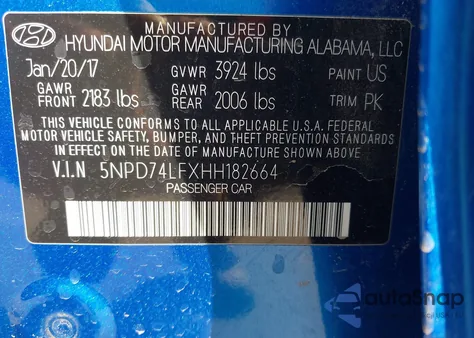 MANUFACTURED BY
HYUNDAI MOTOR MANUFACTURING ALABAMA, LLC
Jan/20/17 GVWR 3924 lbs PAINT US
GAWR FRONT 2183 lbs GAWR REAR 2006 lbs TRIM PK
THIS VEHICLE CONFORMS TO ALL APPLICABLE U.S.A. FEDERAL
MOTOR VEHICLE SAFETY, BUMPER, AND THEFT PREVENTION STANDARDS
IN EFFECT ON THE DATE OF MANUFACTURE SHOWN ABOVE
V.I.N 5NPD74LFXHH182664
PASSENGER CAR
autoSnap